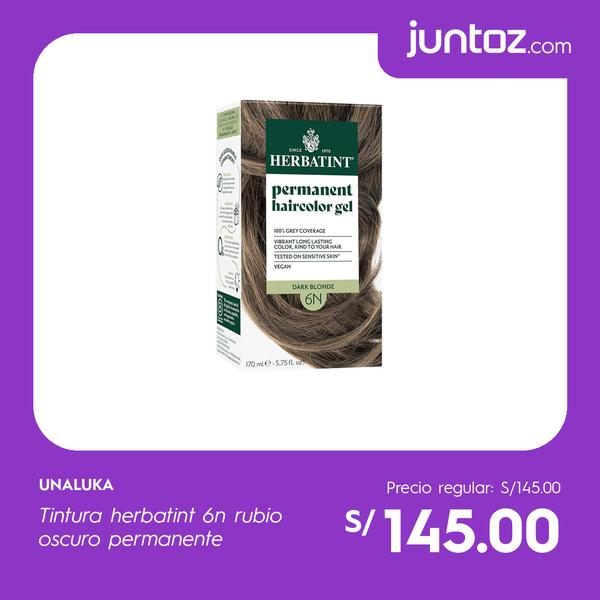 juntoz.com
SINCE 1970
HERBATINT®
permanent
haircolor gel
100% GREY COVERAGE
VIBRANT LONG LASTING
COLOR, KIND TO YOUR HAIR
TESTED ON SENSITIVE SKIN*
VEGAN
DARK BLONDE
6N
170 ml ℮ - 5.75 fl. oz.
UNALUKA
Tintura herbatint 6n rubio
oscuro permanente
Precio regular: S/145.00
S/ 145.00